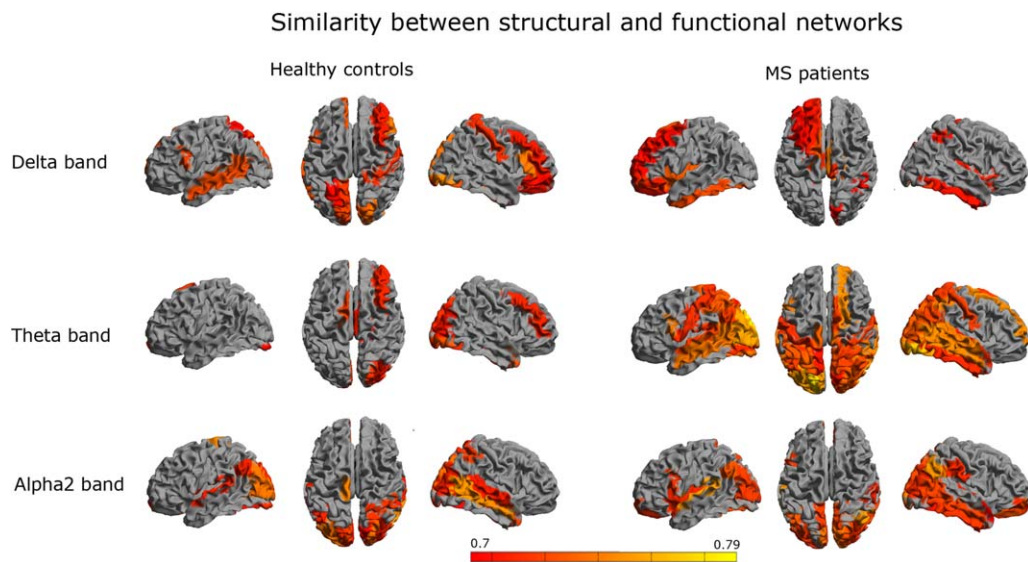 Similarity between structural and functional networks
Healthy controls
MS patients
Delta band
Theta band
Alpha2 band
0.7
0.79